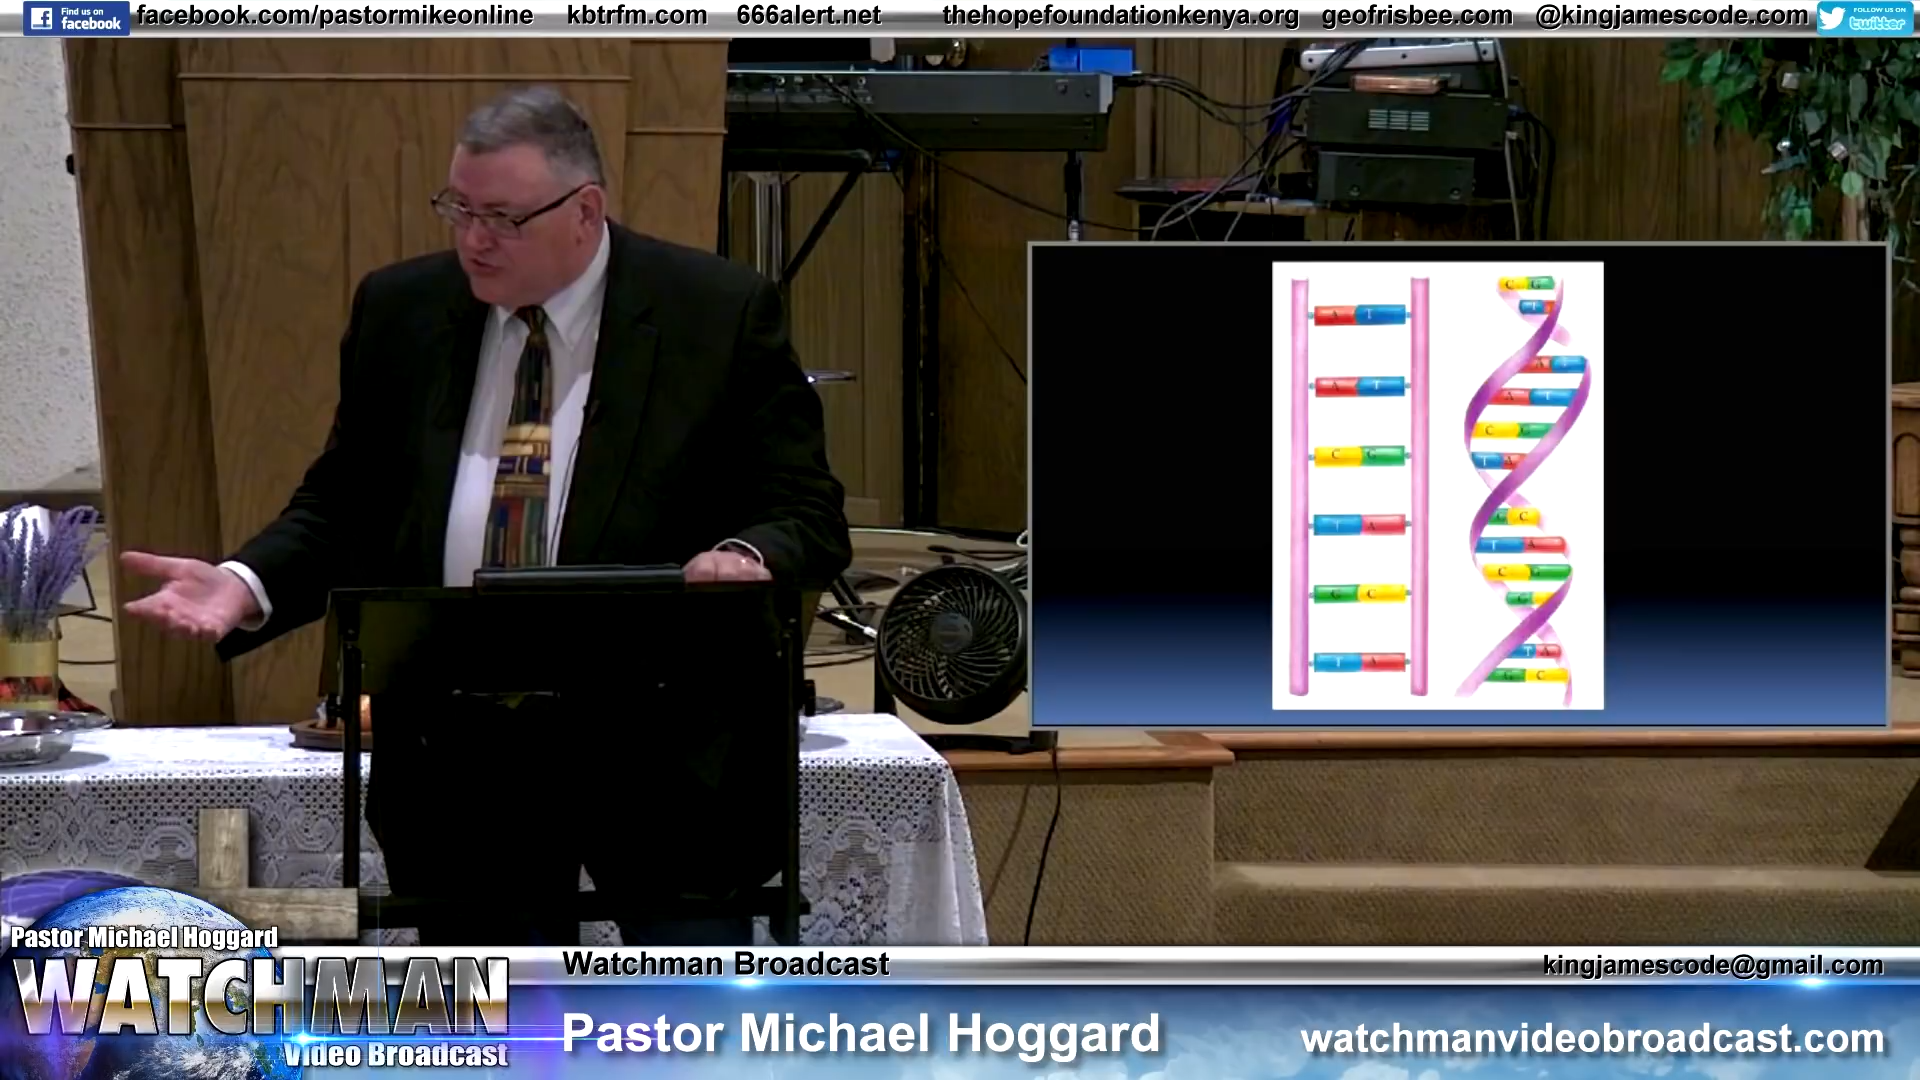 Find us on
facebook
facebook.com/pastormikeonline kbtrfm.com 666alert.net thehopefoundationkenya.org geofrisbee.com @kingjamescode.com
FOLLOW US ON
twitter
A T
A T
C G
T A
G C
T A
C G
T
A T
A T
C G
T A
G C
T A
C G
G
T A
G C
Pastor Michael Hoggard
WATCHMAN
Video Broadcast
Watchman Broadcast
kingjamescode@gmail.com
Pastor Michael Hoggard
watchmanvideobroadcast.com